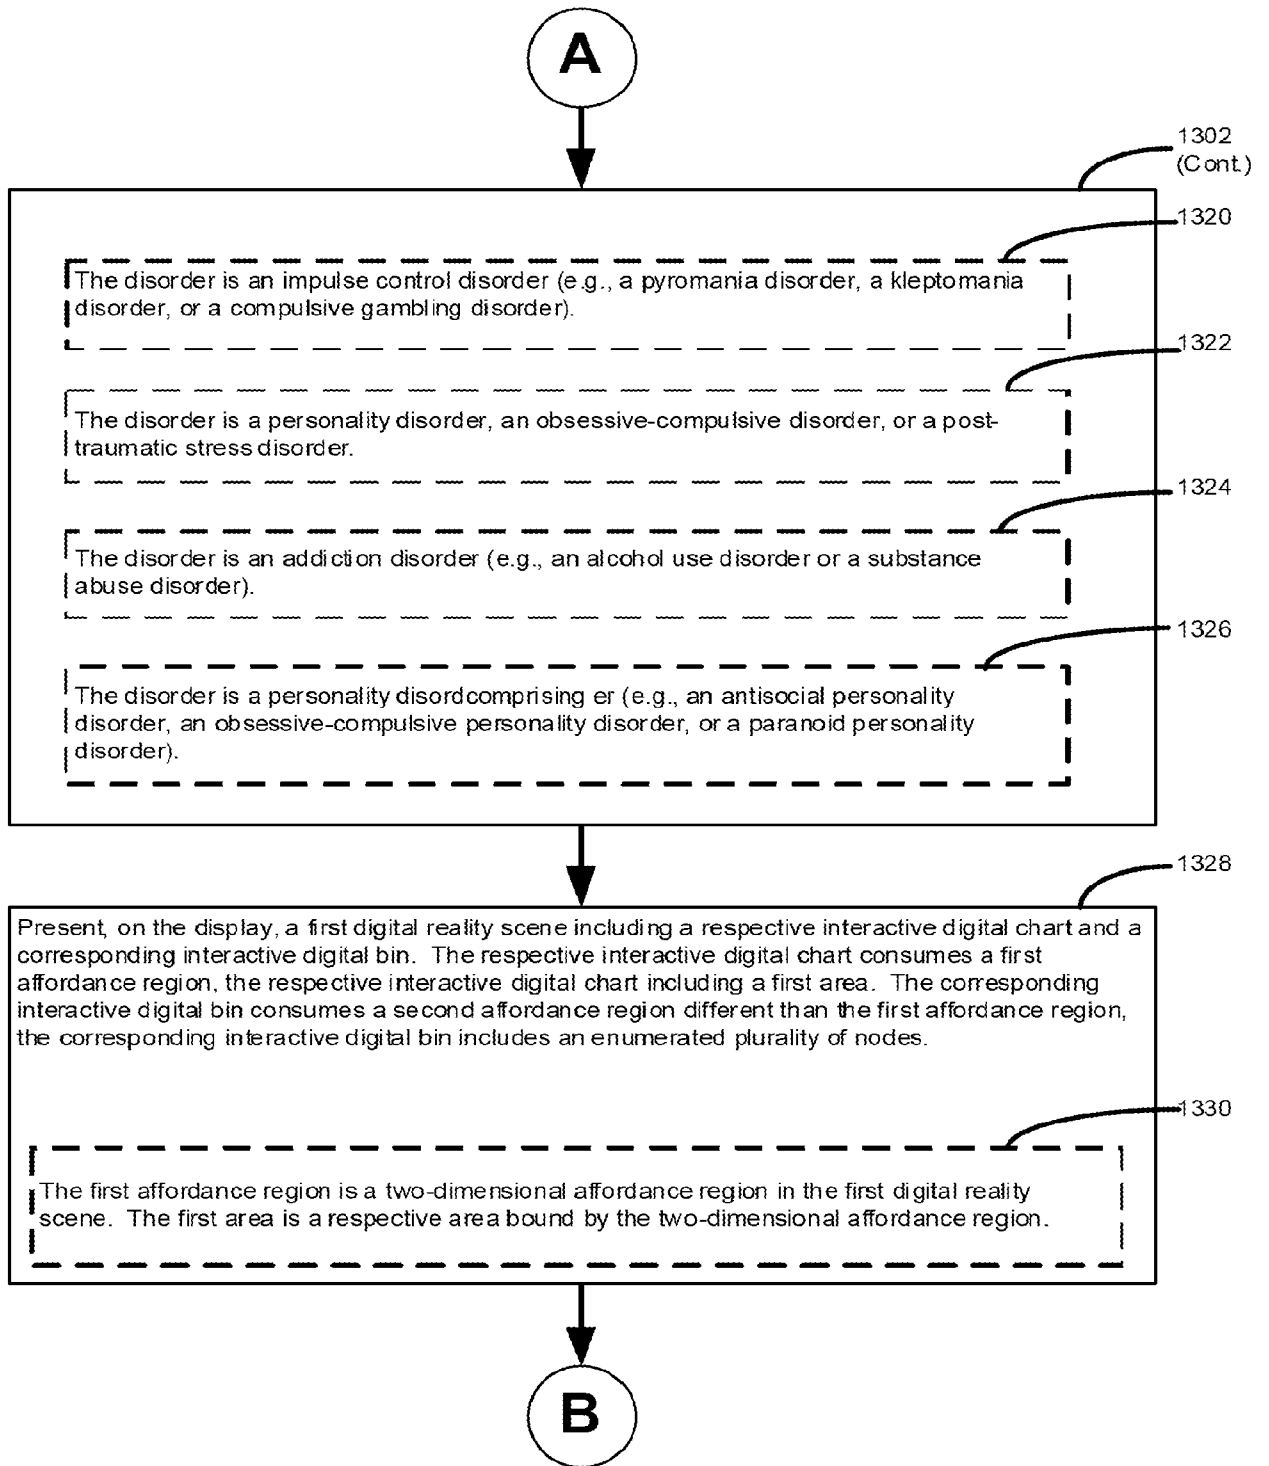 A
1302
(Cont.)
1320
The disorder is an impulse control disorder (e.g., a pyromania disorder, a kleptomania
disorder, or a compulsive gambling disorder).
1322
The disorder is a personality disorder, an obsessive-compulsive disorder, or a post-
traumatic stress disorder.
1324
The disorder is an addiction disorder (e.g., an alcohol use disorder or a substance
abuse disorder).
1326
The disorder is a personality disordcomprising er (e.g., an antisocial personality
disorder, an obsessive-compulsive personality disorder, or a paranoid personality
disorder).
1328
Present, on the display, a first digital reality scene including a respective interactive digital chart and a
corresponding interactive digital bin. The respective interactive digital chart consumes a first
affordance region, the respective interactive digital chart including a first area. The corresponding
interactive digital bin consumes a second affordance region different than the first affordance region,
the corresponding interactive digital bin includes an enumerated plurality of nodes.
1330
The first affordance region is a two-dimensional affordance region in the first digital reality
scene. The first area is a respective area bound by the two-dimensional affordance region.
B